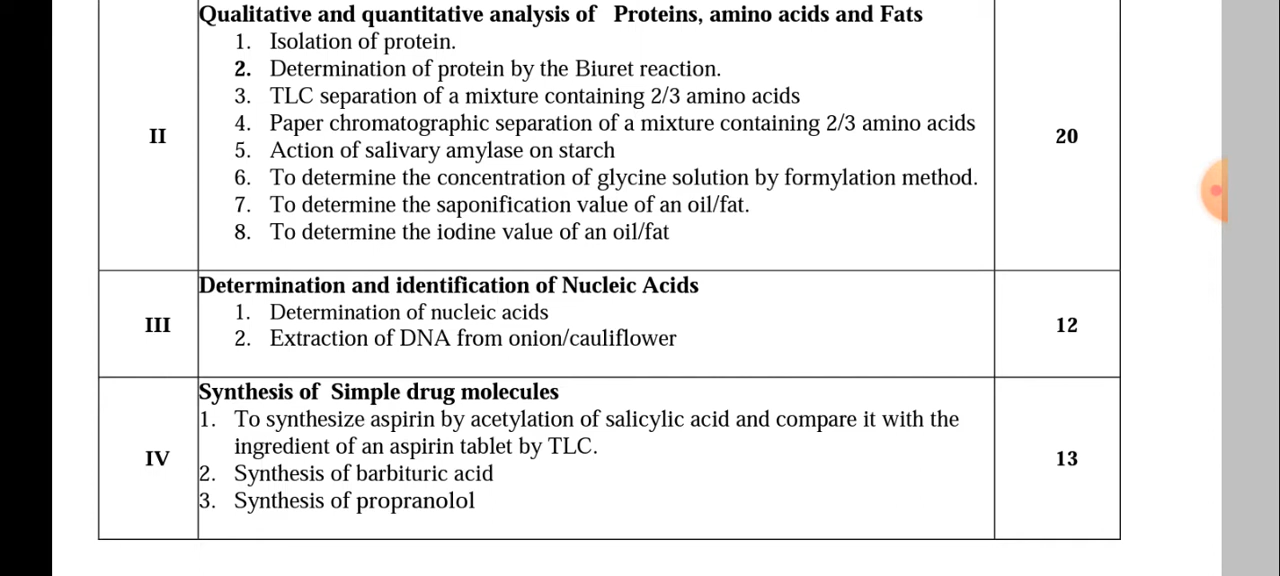 Qualitative and quantitative analysis of Proteins, amino acids and Fats
1. Isolation of protein.
2. Determination of protein by the Biuret reaction.
3. TLC separation of a mixture containing 2/3 amino acids
4. Paper chromatographic separation of a mixture containing 2/3 amino acids
II
20
5. Action of salivary amylase on starch
6. To determine the concentration of glycine solution by formylation method.
7. To determine the saponification value of an oil/fat.
8. To determine the iodine value of an oil/fat
Determination and identification of Nucleic Acids
1. Determination of nucleic acids
III
12
2. Extraction of DNA from onion/cauliflower
Synthesis of Simple drug molecules
1. To synthesize aspirin by acetylation of salicylic acid and compare it with the
ingredient of an aspirin tablet by TLC.
IV
13
2. Synthesis of barbituric acid
3. Synthesis of propranolol